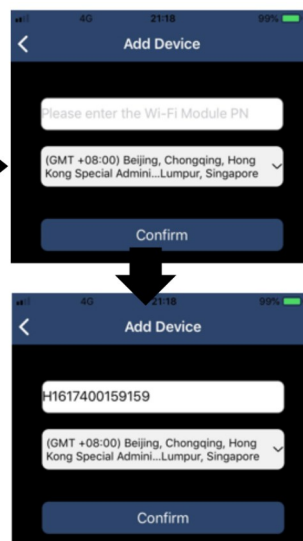 4G 21:18 99%
Add Device
Please enter the Wi-Fi Module PN
(GMT +08:00) Beijing, Chongqing, Hong
Kong Special Admini...Lumpur, Singapore
Confirm
4G 21:18 99%
Add Device
H1617400159159
(GMT +08:00) Beijing, Chongqing, Hong
Kong Special Admini...Lumpur, Singapore
Confirm